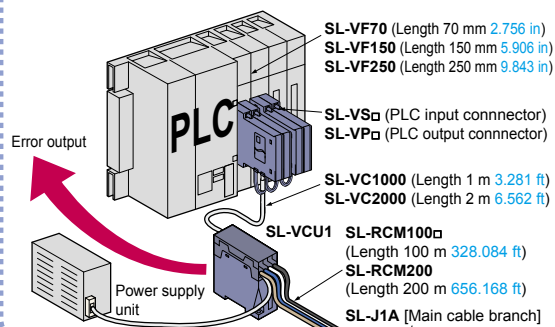 SL-VF70 (Length 70 mm 2.756 in)
SL-VF150 (Length 150 mm 5.906 in)
SL-VF250 (Length 250 mm 9.843 in)
SL-VS□ (PLC input connnector)
SL-VP□ (PLC output connnector)
PLC
Error output
SL-VC1000 (Length 1 m 3.281 ft)
SL-VC2000 (Length 2 m 6.562 ft)
SL-VCU1
SL-RCM100□
(Length 100 m 328.084 ft)
SL-RCM200
(Length 200 m 656.168 ft)
Power supply
unit
SL-J1A [Main cable branch]